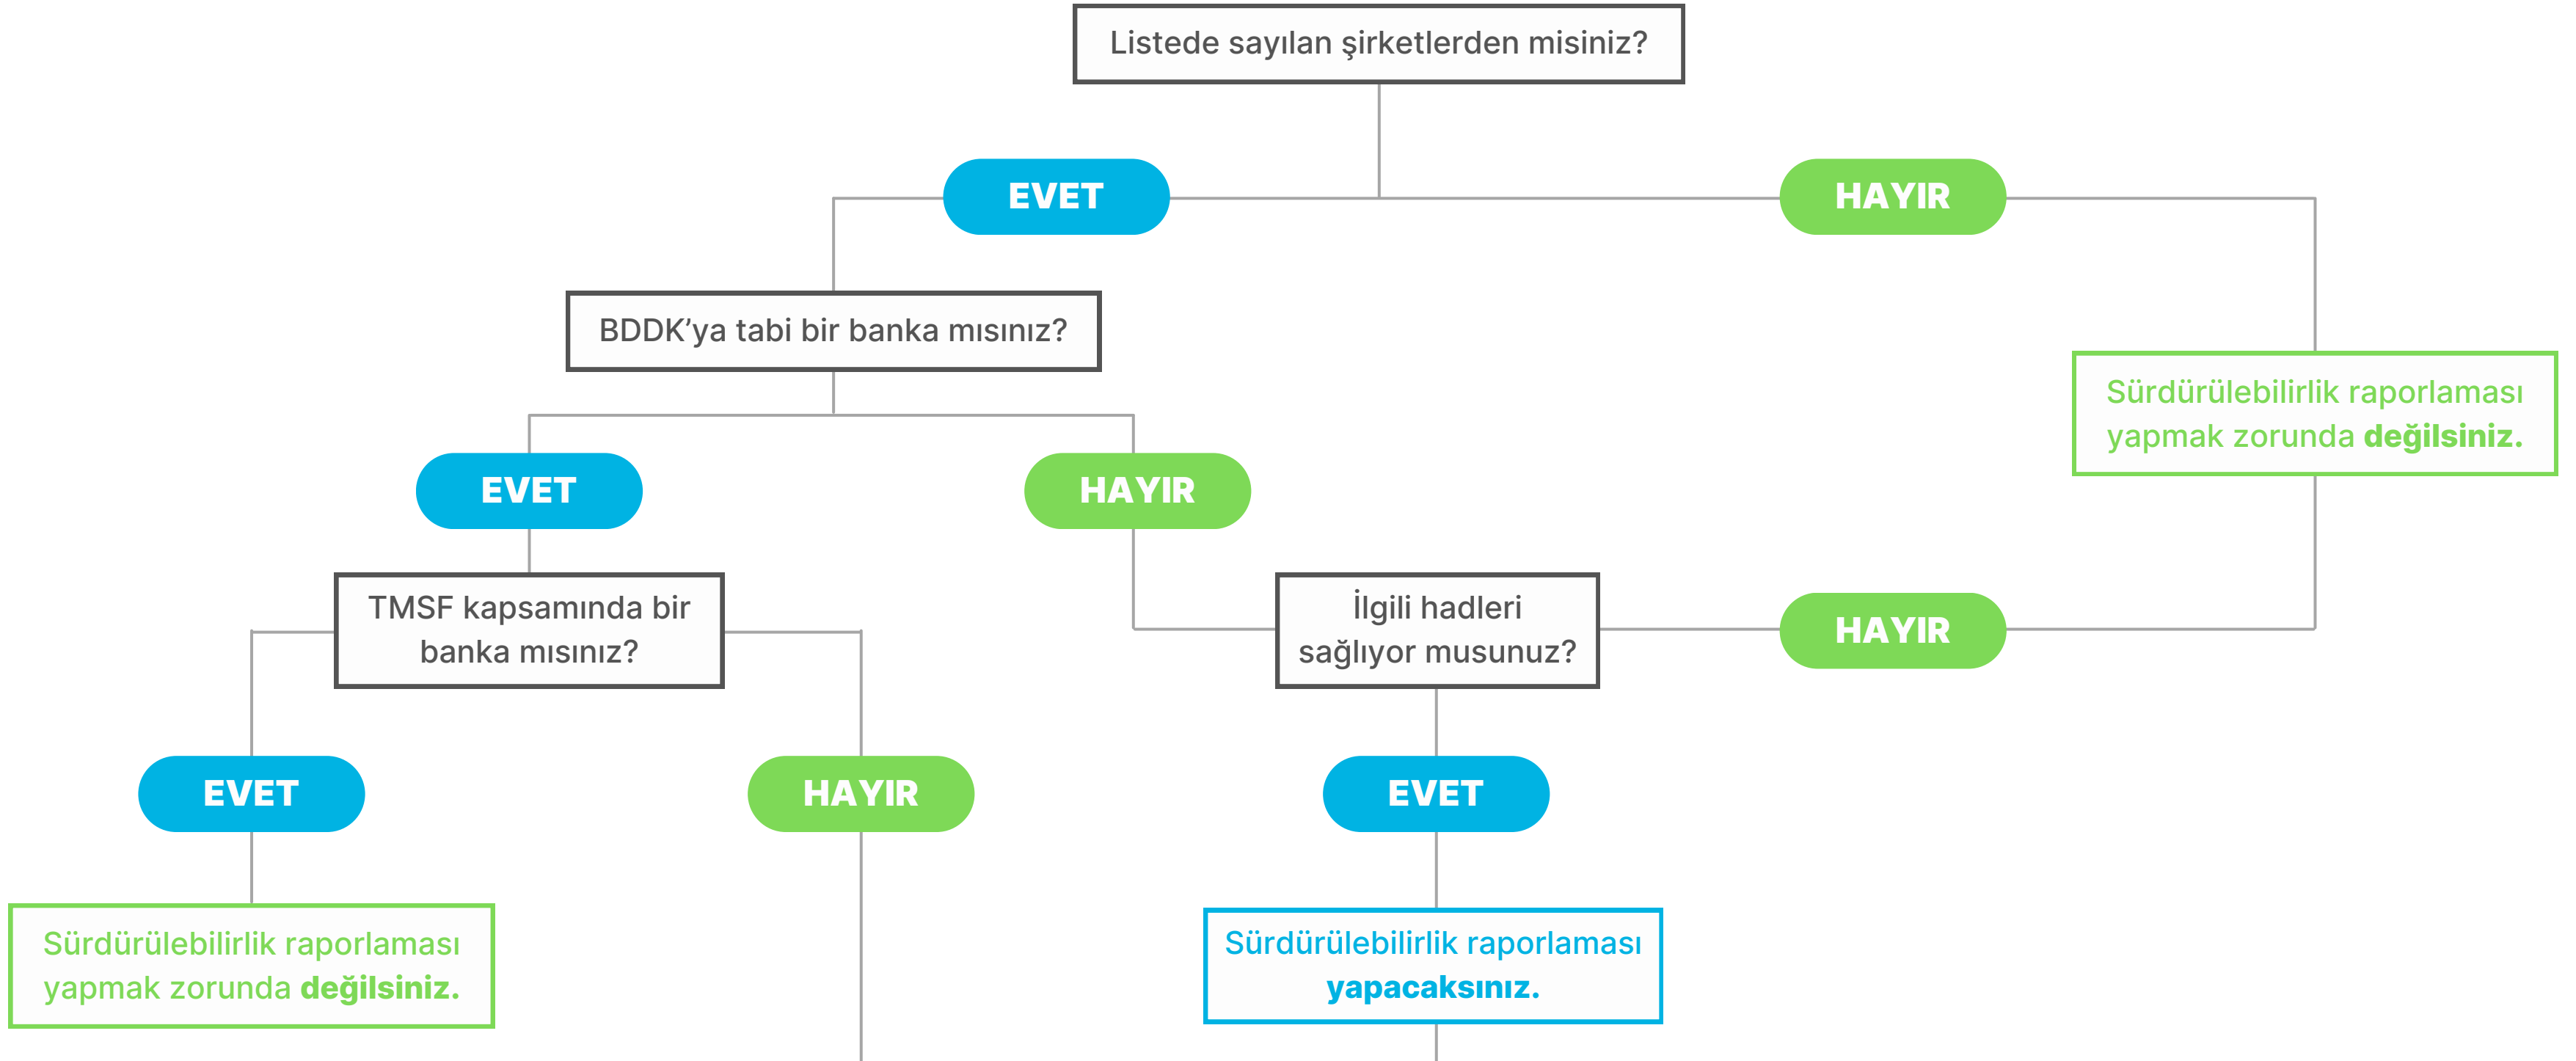 Listede sayılan şirketlerden misiniz?
EVET
HAYIR
BDDK’ya tabi bir banka mısınız?
Sürdürülebilirlik raporlaması
yapmak zorunda değilsiniz.
EVET
HAYIR
TMSF kapsamında bir
banka mısınız?
İlgili hadleri
sağlıyor musunuz?
HAYIR
EVET
HAYIR
EVET
Sürdürülebilirlik raporlaması
yapmak zorunda değilsiniz.
Sürdürülebilirlik raporlaması
yapacaksınız.